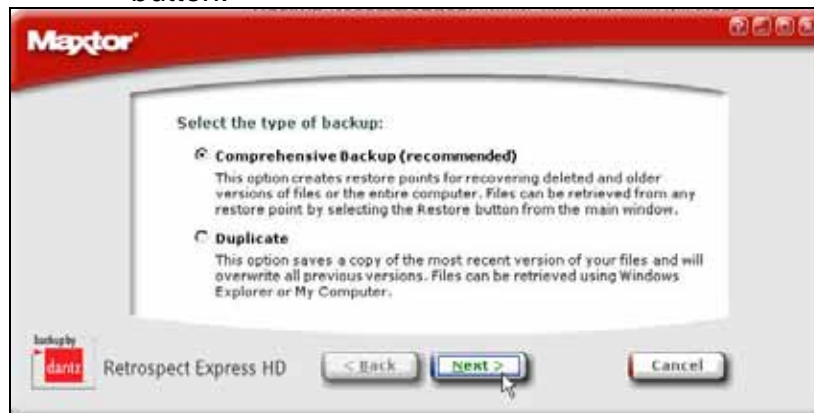 button.
Maxtor
Select the type of backup:
Comprehensive Backup (recommended)
This option creates restore points for recovering deleted and older
versions of files or the entire computer. Files can be retrieved from any
restore point by selecting the Restore button from the main window.
Duplicate
This option saves a copy of the most recent version of your files and will
overwrite all previous versions. Files can be retrieved using Windows
Explorer or My Computer.
backup by
dantz
Retrospect Express HD
< Back
Next >
Cancel